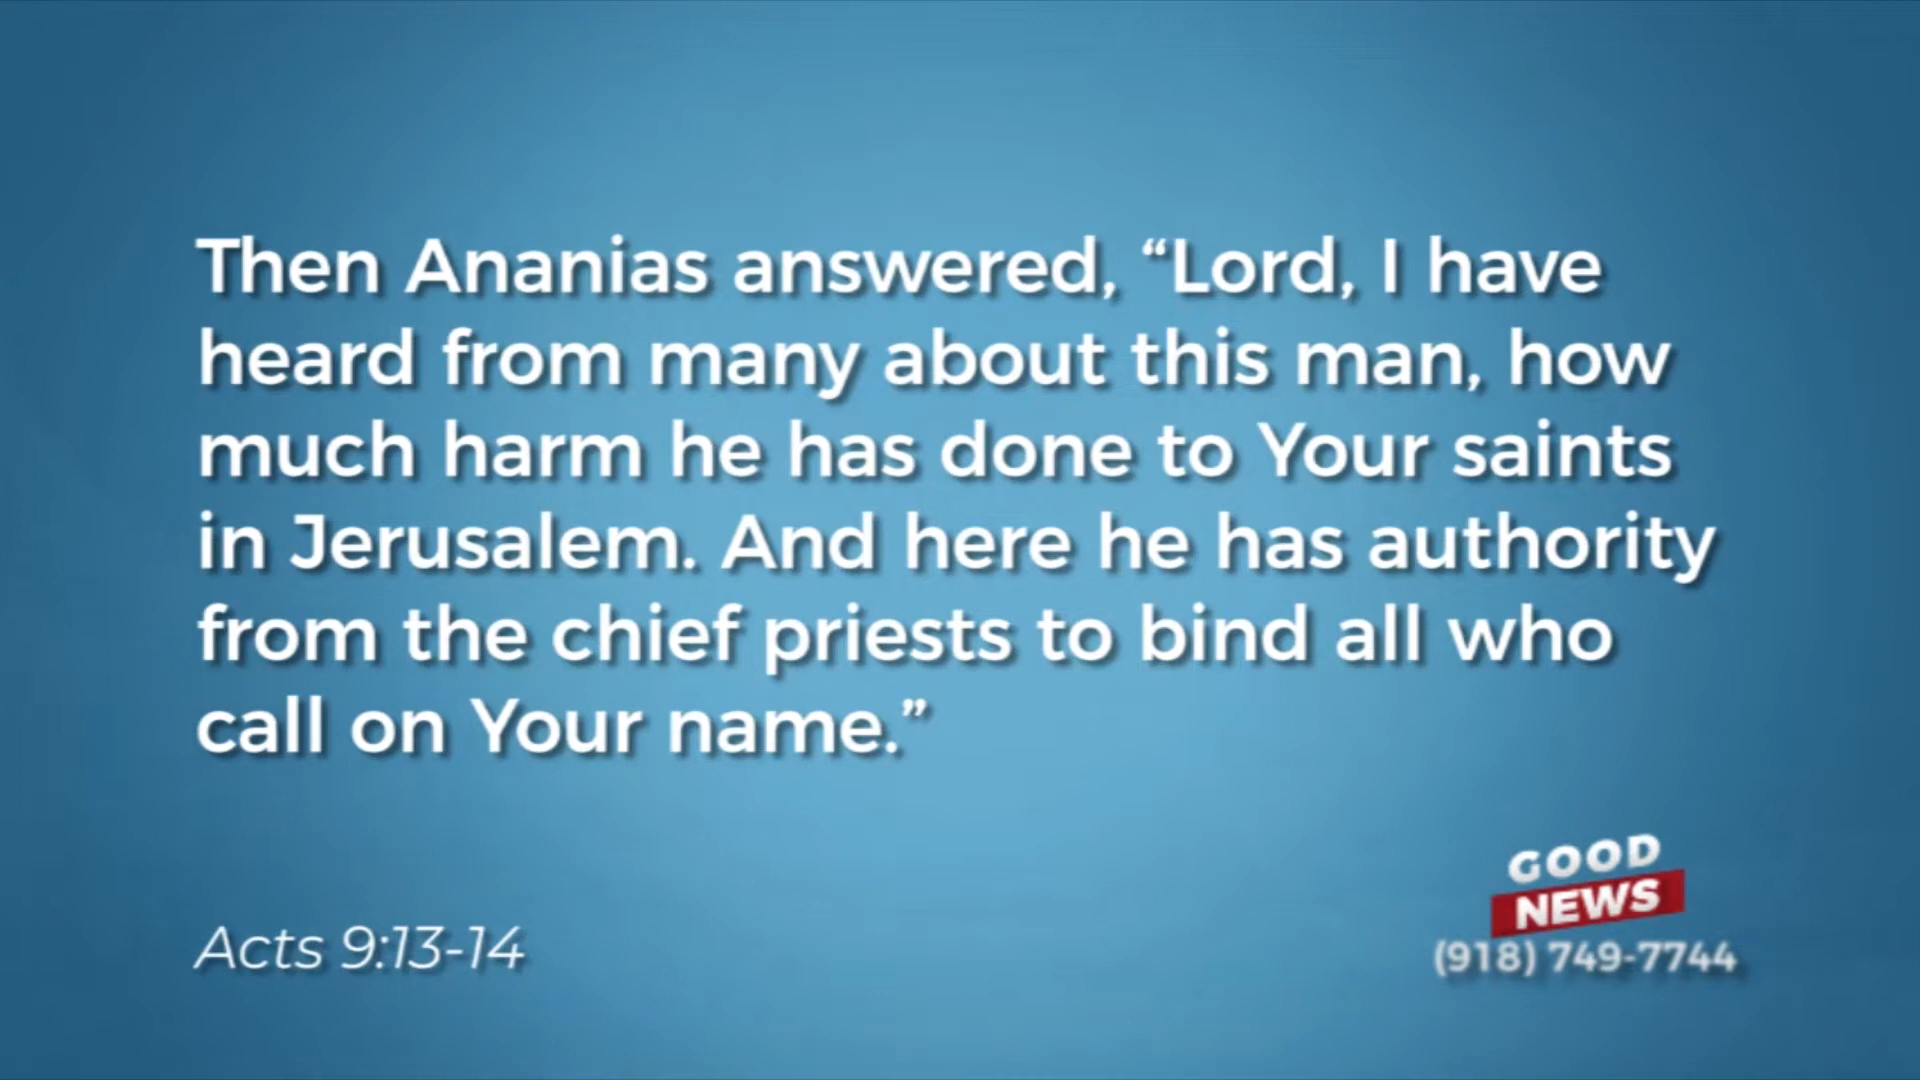 Then Ananias answered, “Lord, I have
heard from many about this man, how
much harm he has done to Your saints
in Jerusalem. And here he has authority
from the chief priests to bind all who
call on Your name.”
Acts 9:13-14
GOOD
NEWS
(918) 749-7744